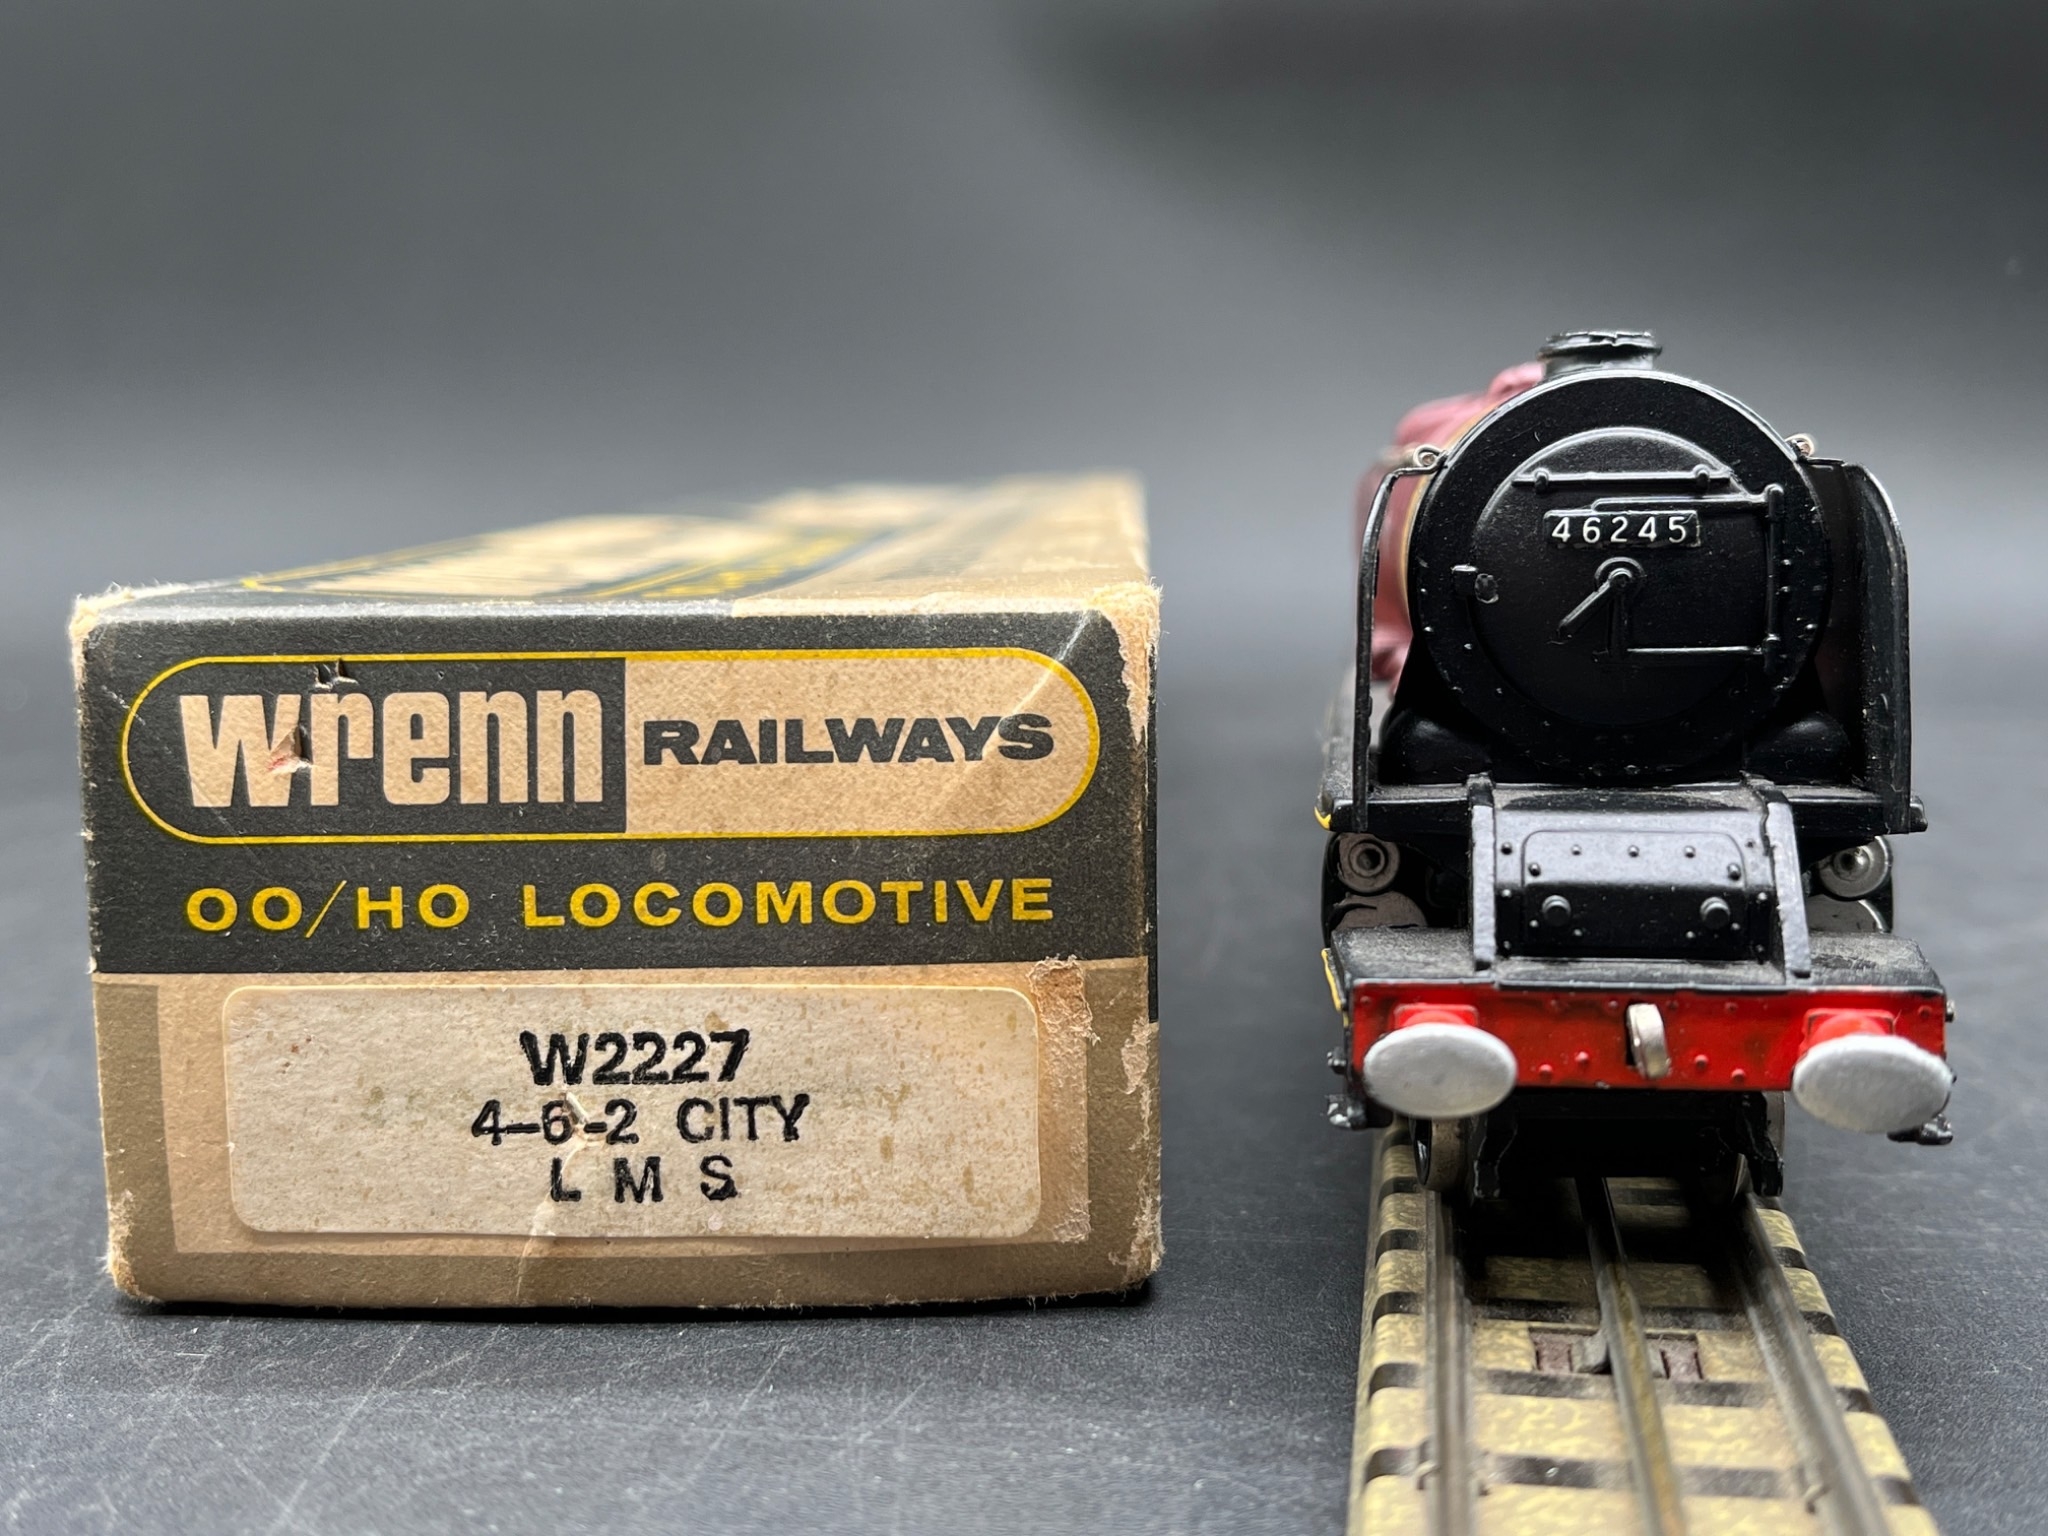 wrenn RAILWAYS
OO/HO LOCOMOTIVE
W2227
4-6-2 CITY
L M S
46245